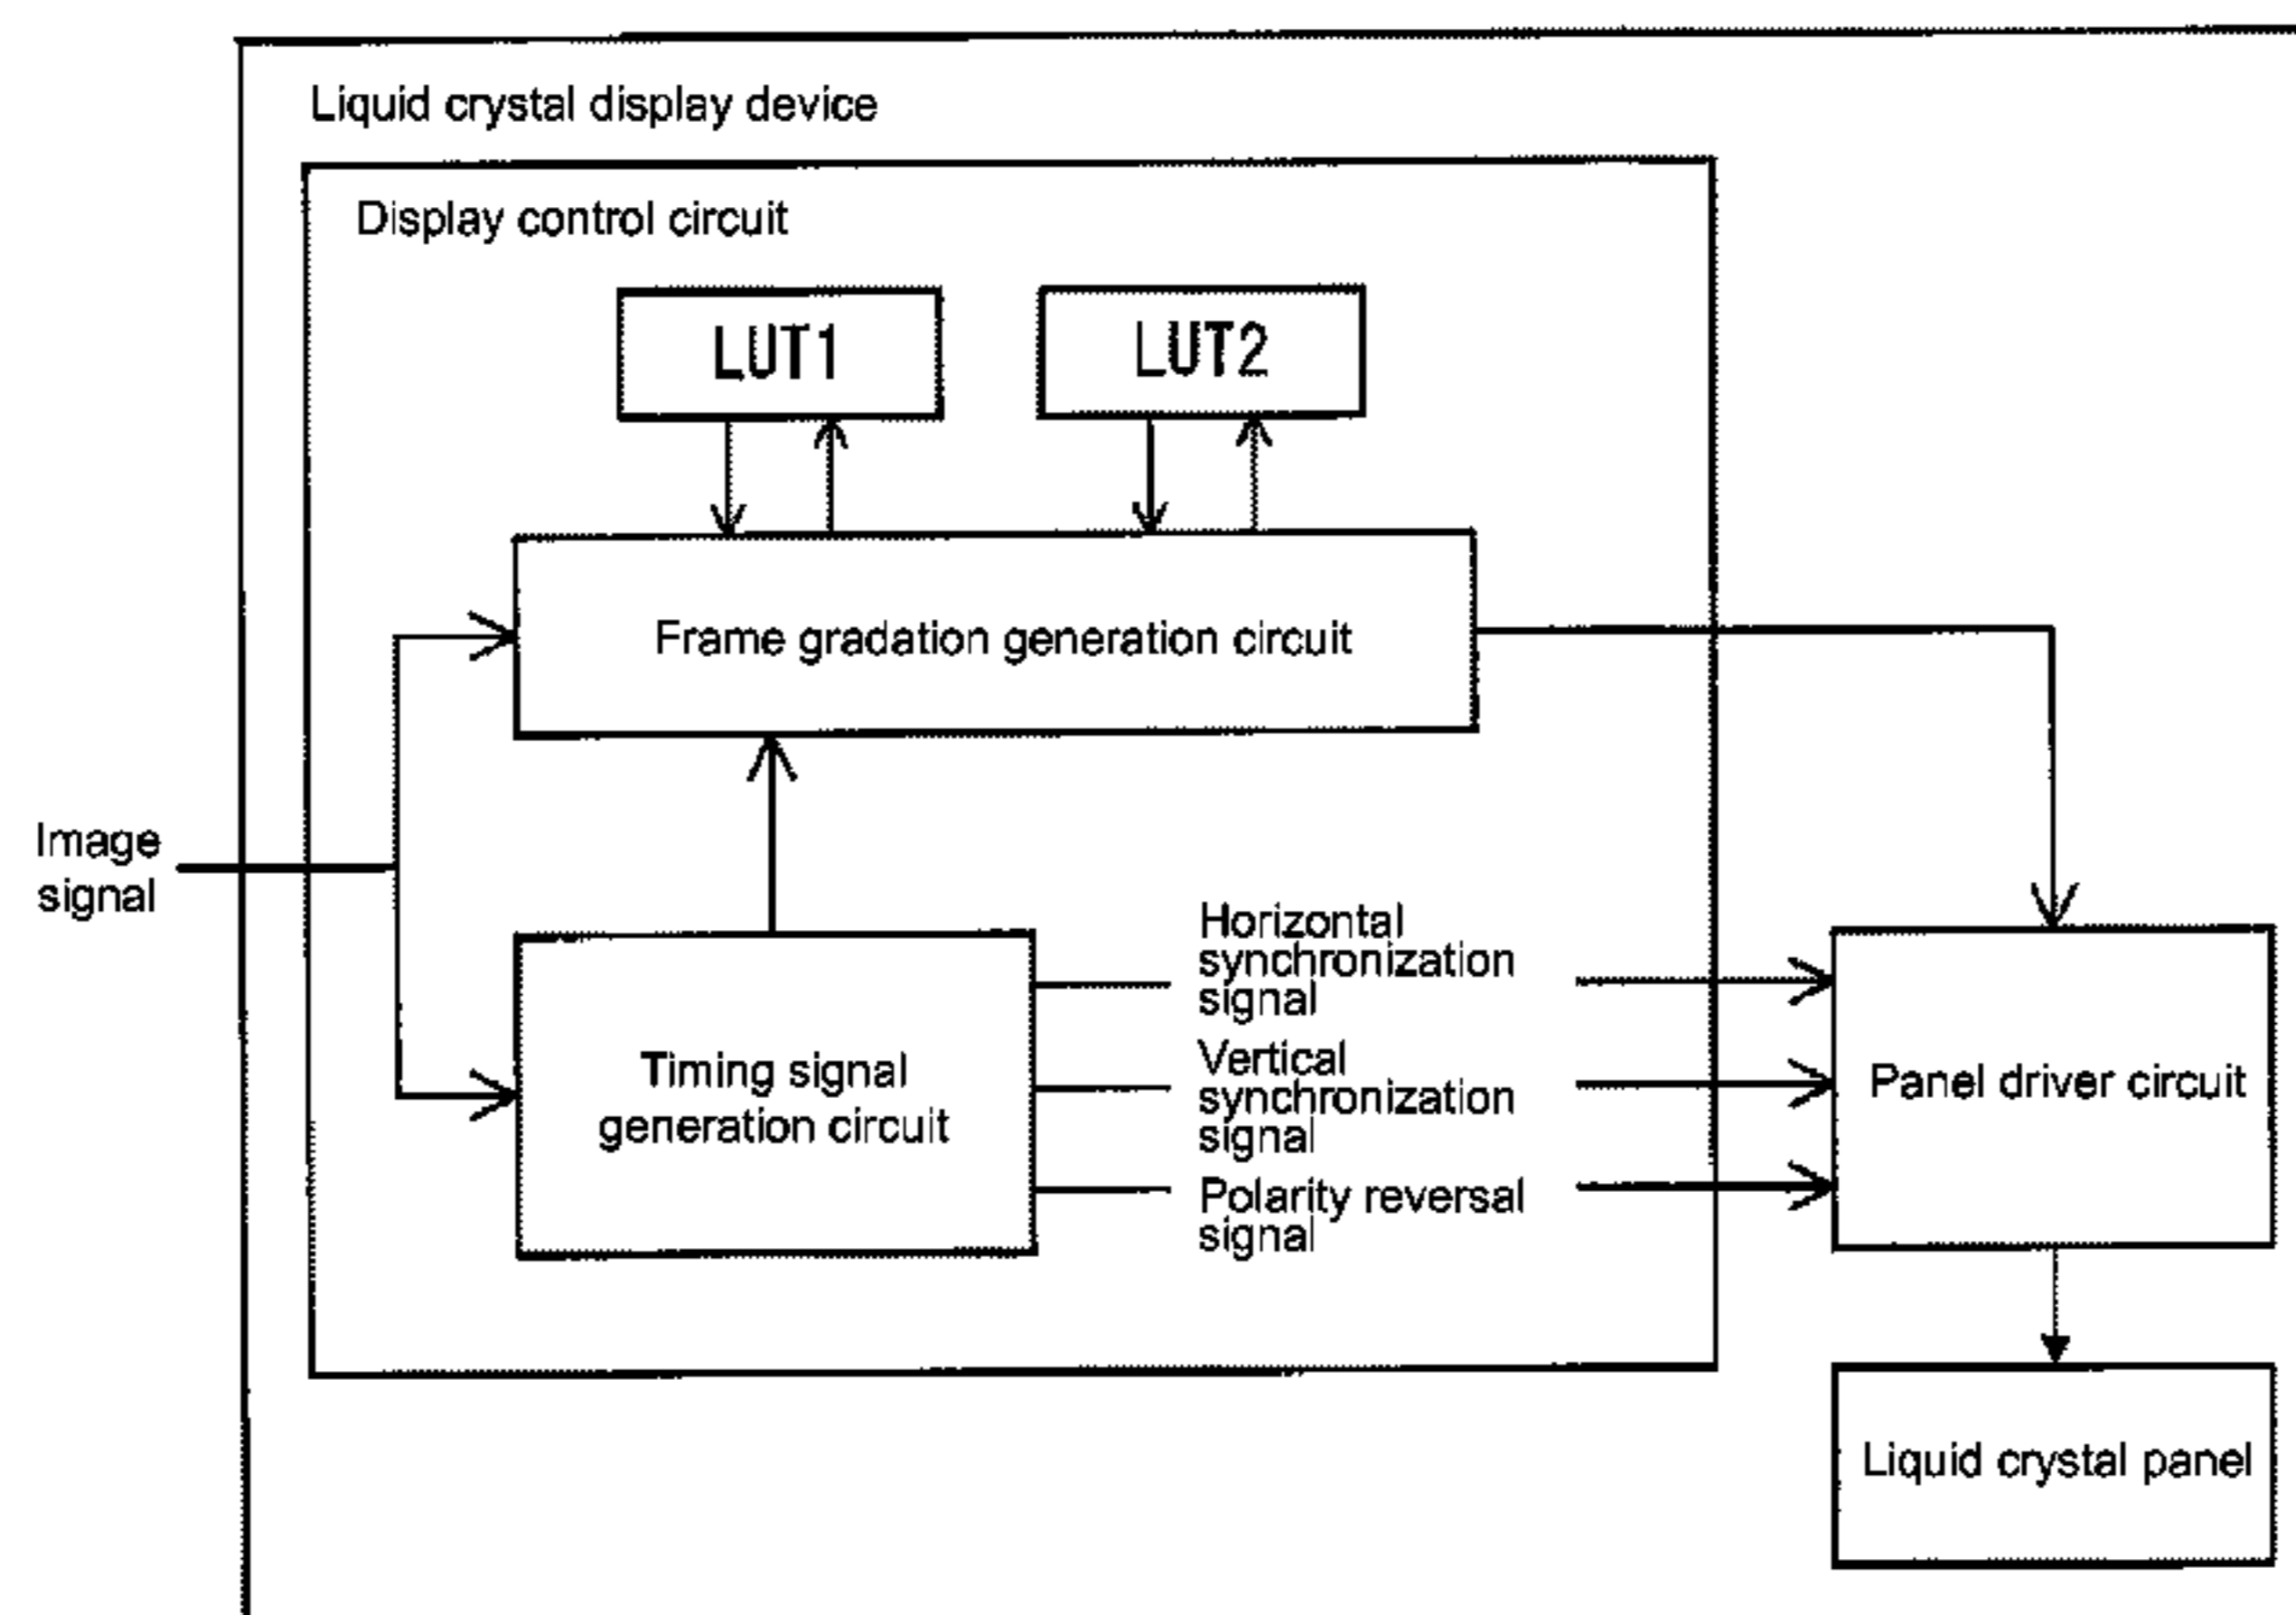 Liquid crystal display device
Display control circuit
LUT1
LUT2
Frame gradation generation circuit
Image
signal
Timing signal
generation circuit
Horizontal
synchronization
signal
Vertical
synchronization
signal
Polarity reversal
signal
Panel driver circuit
Liquid crystal panel